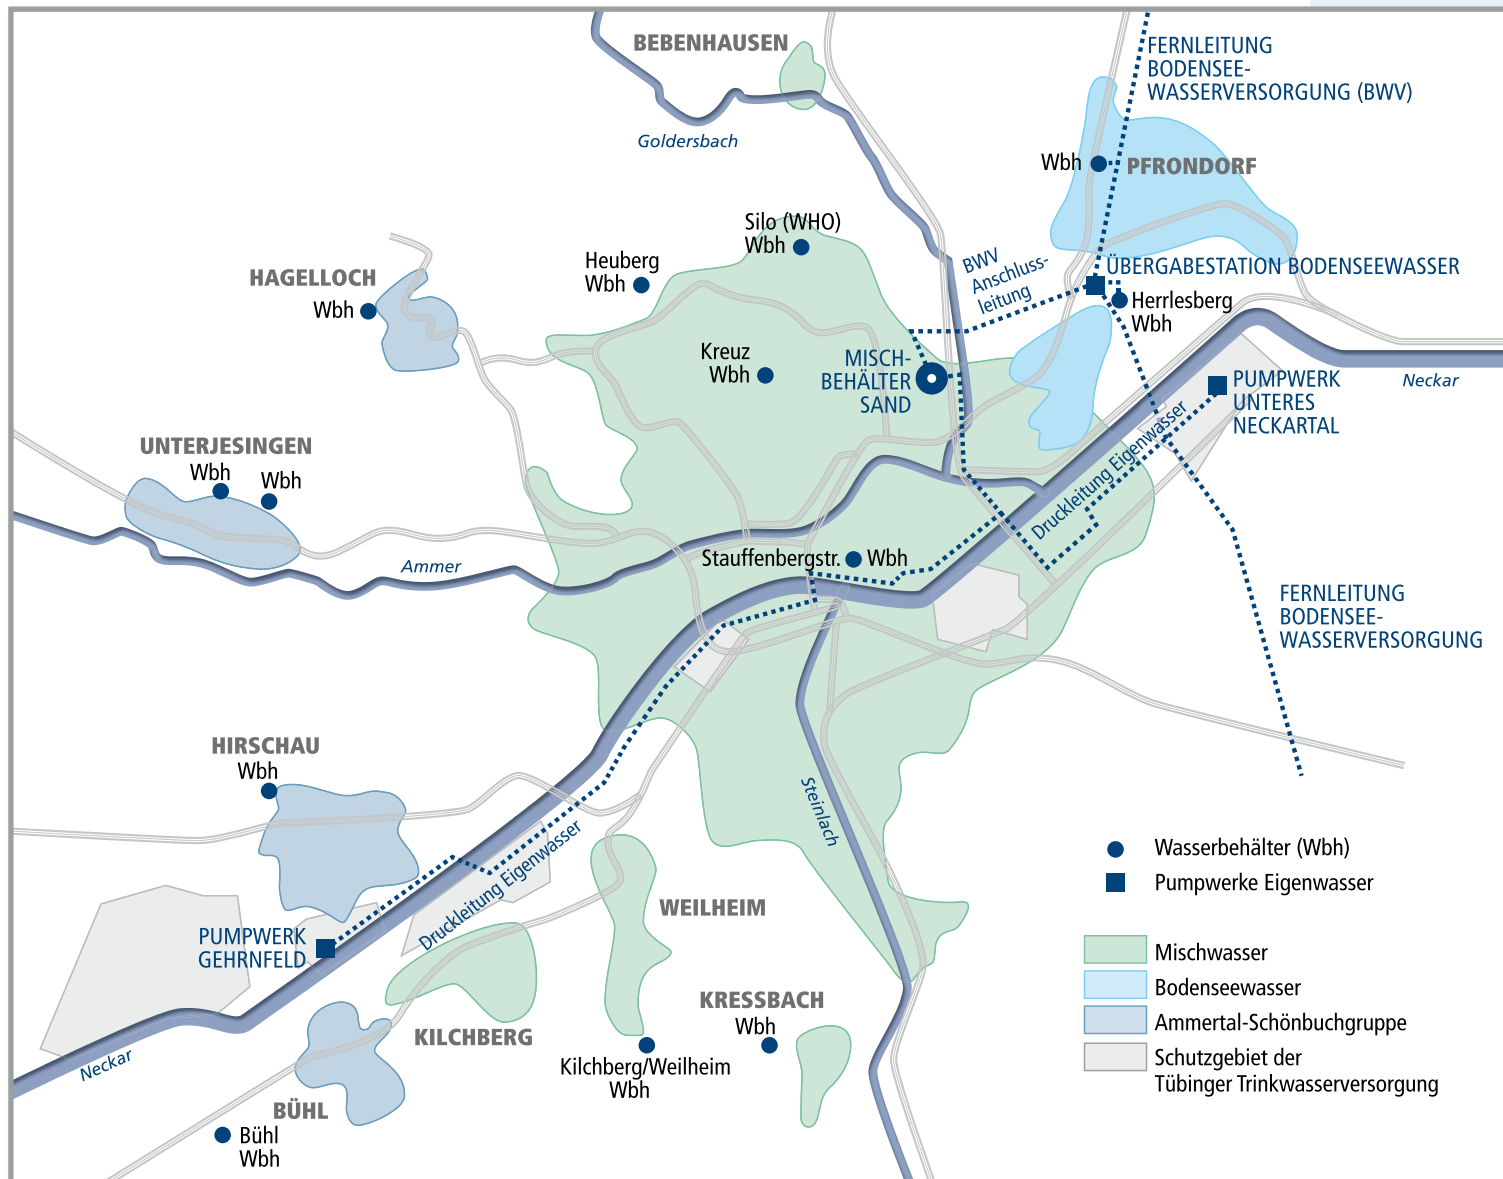 BEBENHAUSEN
FERNLEITUNG
BODENSEE-
WASSERVERSORGUNG (BWV)
Goldersbach
Wbh
PFRONDORF
Silo (WHO)
Wbh
Heuberg
Wbh
HAGELLOCH
Wbh
BWV
Anschluss-
leitung
ÜBERGABESTATION BODENSEEWASSER
Herrlesberg
Wbh
Kreuz
Wbh
MISCH-
BEHÄLTER
SAND
Neckar
PUMPWERK
UNTERES
NECKARTAL
Druckleitung Eigenwasser
UNTERJESINGEN
Wbh
Wbh
Ammer
Stauffenbergstr.
Wbh
FERNLEITUNG
BODENSEE-
WASSERVERSORGUNG
HIRSCHAU
Wbh
Steinlach
Druckleitung Eigenwasser
PUMPWERK
GEHRNFELD
WEILHEIM
KILCHBERG
KRESSBACH
Wbh
Kilchberg/Weilheim
Wbh
Neckar
BÜHL
Bühl
Wbh
Wasserbehälter (Wbh)
Pumpwerke Eigenwasser
Mischwasser
Bodenseewasser
Ammertal-Schönbuchgruppe
Schutzgebiet der
Tübinger Trinkwasserversorgung